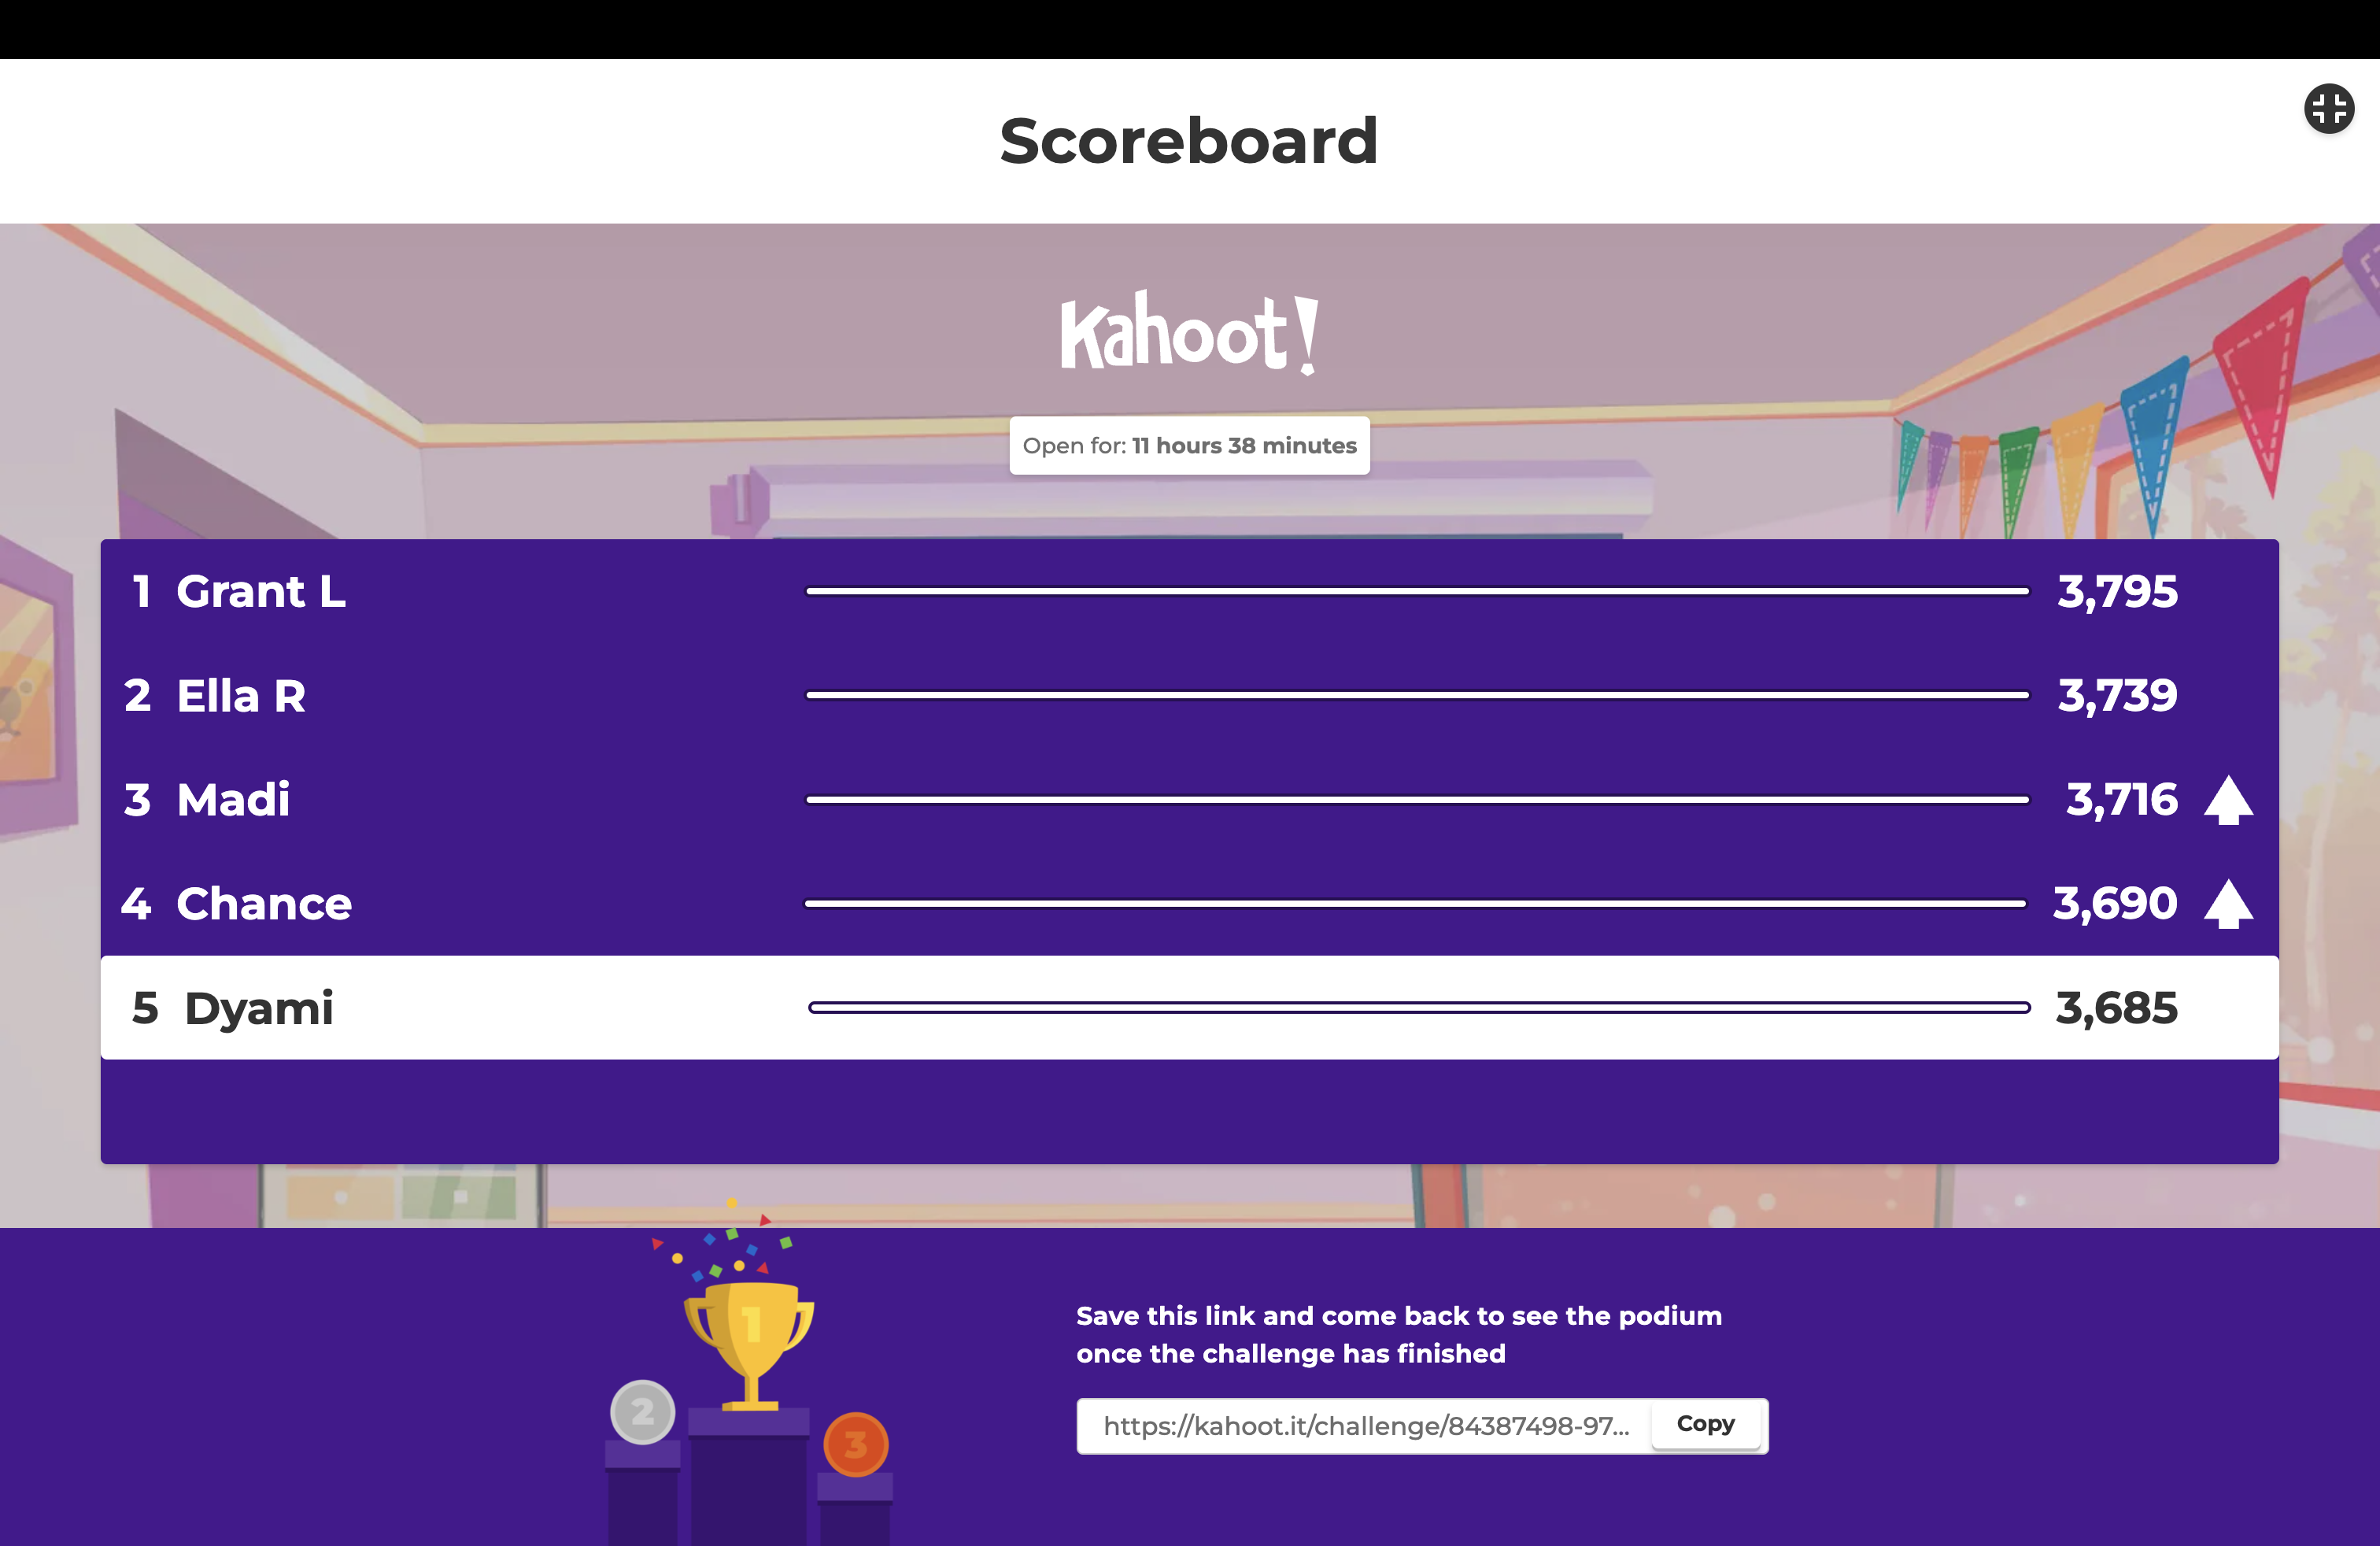 Scoreboard
Kahoot!
Open for: 11 hours 38 minutes
1 Grant L 3,795
2 Ella R 3,739
3 Madi 3,716
4 Chance 3,690
5 Dyami 3,685
1
2
3
Save this link and come back to see the podium
once the challenge has finished
https://kahoot.it/challenge/84387498-97... Copy